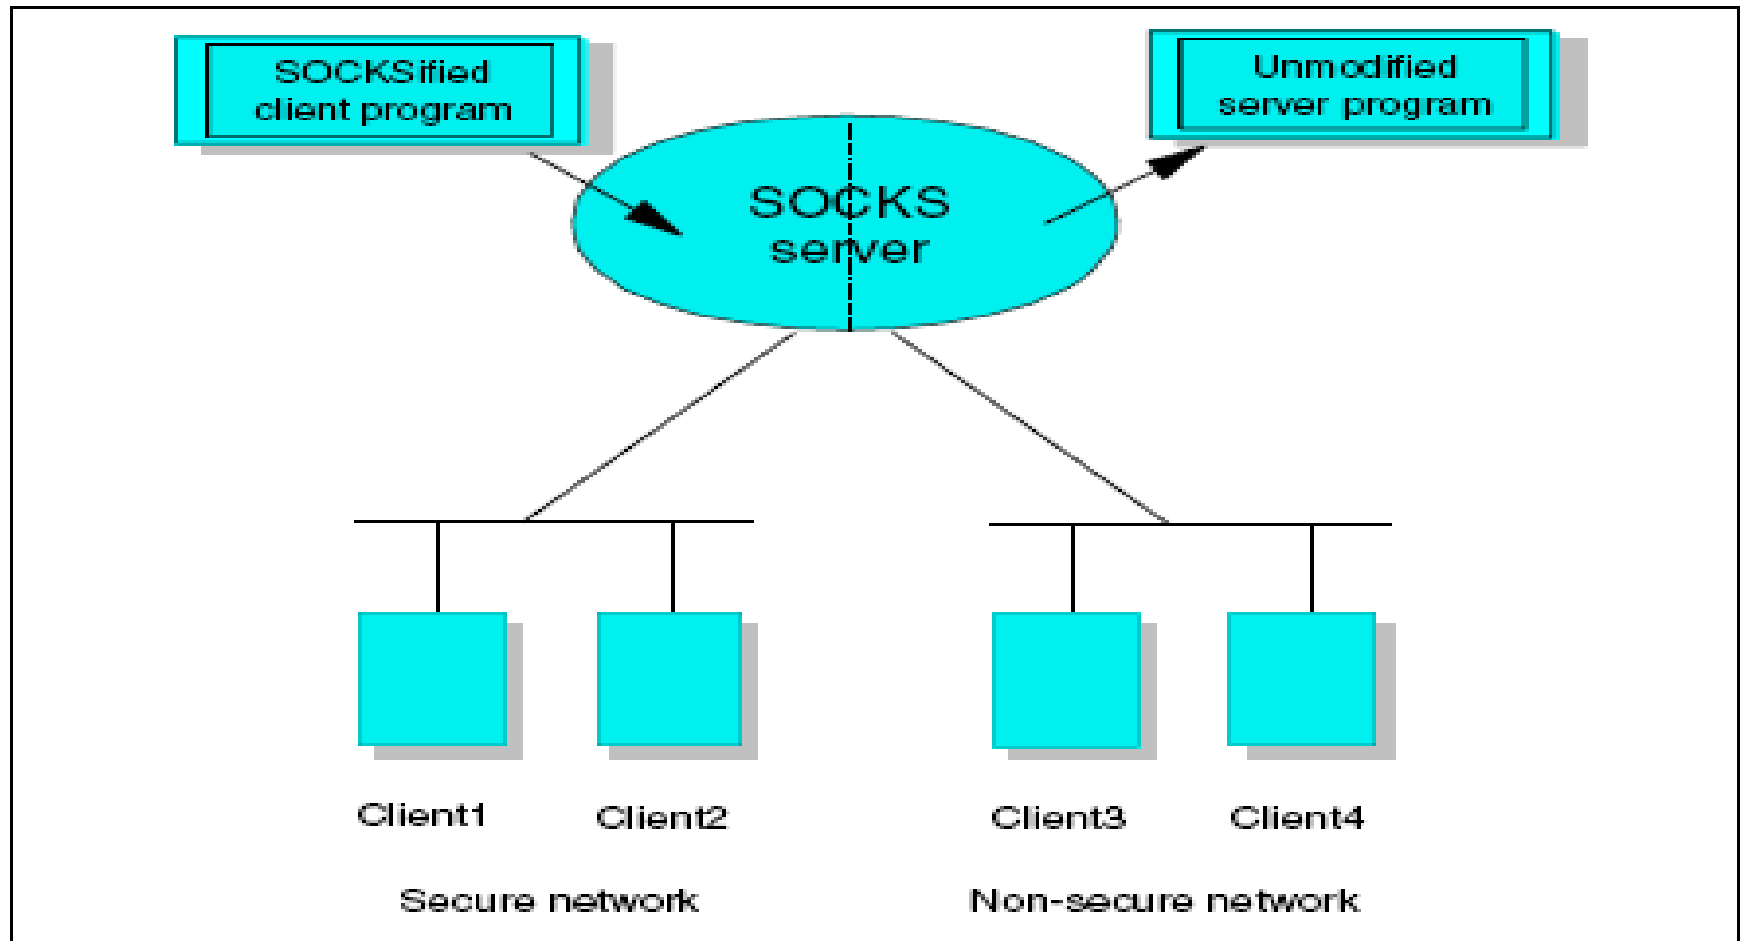 SOCKSified
client program
Unmodified
server program
SOCKS
server
Client1
Client2
Client3
Client4
Secure network
Non-secure network